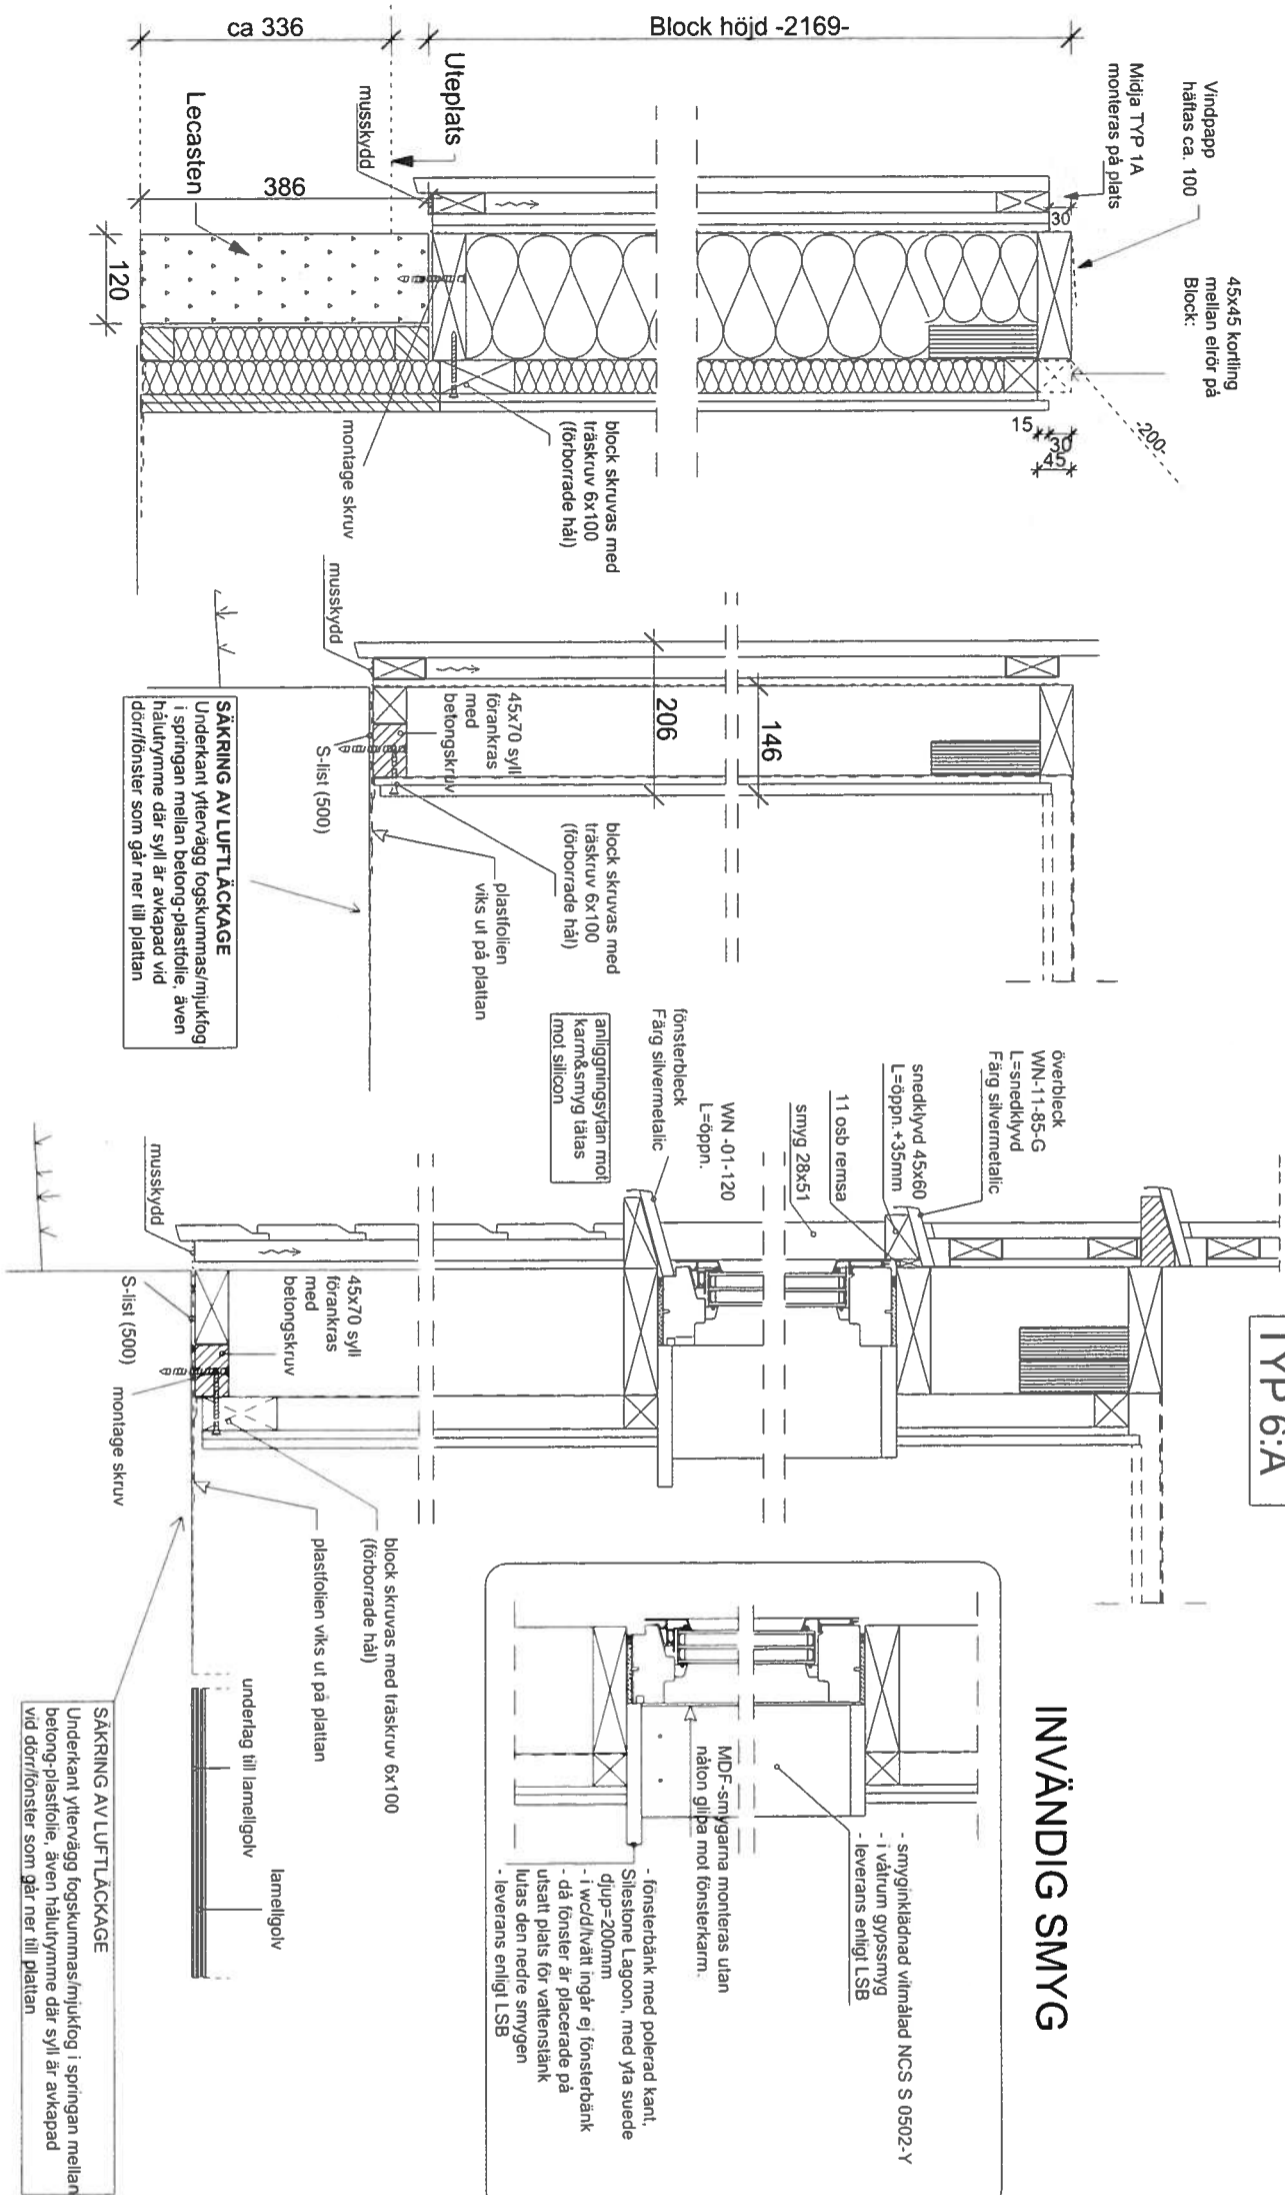 ca 336
Block höjd -2169-
Vindpapp
häftas ca. 100
Midja TYP 1A
monteras på plats
45x45 kortling
mellan elrör på
Block:
-200-
30
15
30
45
Uteplats
musskydd
Lecasten
386
120
block skruvas med
träskruv 6x100
(förborrade hål)
montage skruv
musskydd
S-list (500)
45x70 syll
förankras
med
betongskruv
206
146
block skruvas med
träskruv 6x100
(förborrade hål)
plastfolien
viks ut på plattan
SÄKRING AV LUFTLÄCKAGE
Underkant yttervägg fogskummas/mjukfog
i springan mellan betong-plastfolie, även
hålutrymme där syll är avkapad vid
dörr/fönster som går ner till plattan
överbleck
WN-11-85-G
L=snedklyvd
Färg silvermetalic
snedklyvd 45x60
L=öppn.+35mm
11 osb remsa
smyg 28x51
WN -01-120
L=öppn.
fönsterbleck
Färg silvermetalic
anliggningsytan mot
karm&smyg tätas
mot silicon
musskydd
S-list (500)
montage skruv
45x70 syll
förankras
med
betongskruv
block skruvas med träskruv 6x100
(förborrade hål)
plastfolien viks ut på plattan
underlag till lamellgolv
lamellgolv
SÄKRING AV LUFTLÄCKAGE
Underkant yttervägg fogskummas/mjukfog i springan mellan
betong-plastfolie, även hålutrymme där syll är avkapad
vid dörr/fönster som går ner till plattan
TYP 6:A
INVÄNDIG SMYG
- smyginklädnad vitmålad NCS S 0502-Y
- i våtrum gypssmyg
- leverans enligt LSB
MDF-smygarna monteras utan
nåton glipa mot fönsterkarm.
- fönsterbänk med polerad kant,
Silestone Lagoon, med yta suede
djup=200mm
- i wc/d/tvätt ingår ej fönsterbänk
- då fönster är placerade på
utsatt plats för vattenstänk
lutas den nedre smygen
- leverans enligt LSB